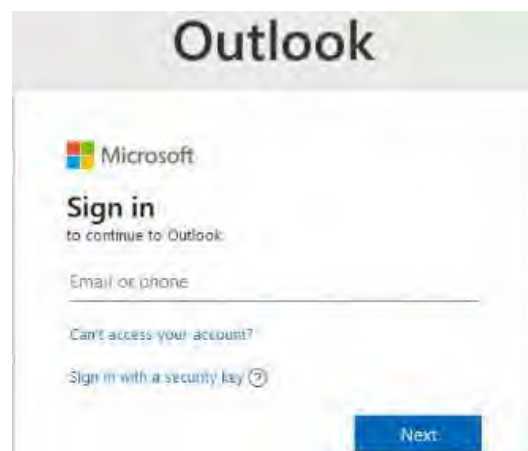 Outlook
Microsoft
Sign in
to continue to Outlook
Email or phone
Can't access your account?
Sign in with a security key
Next